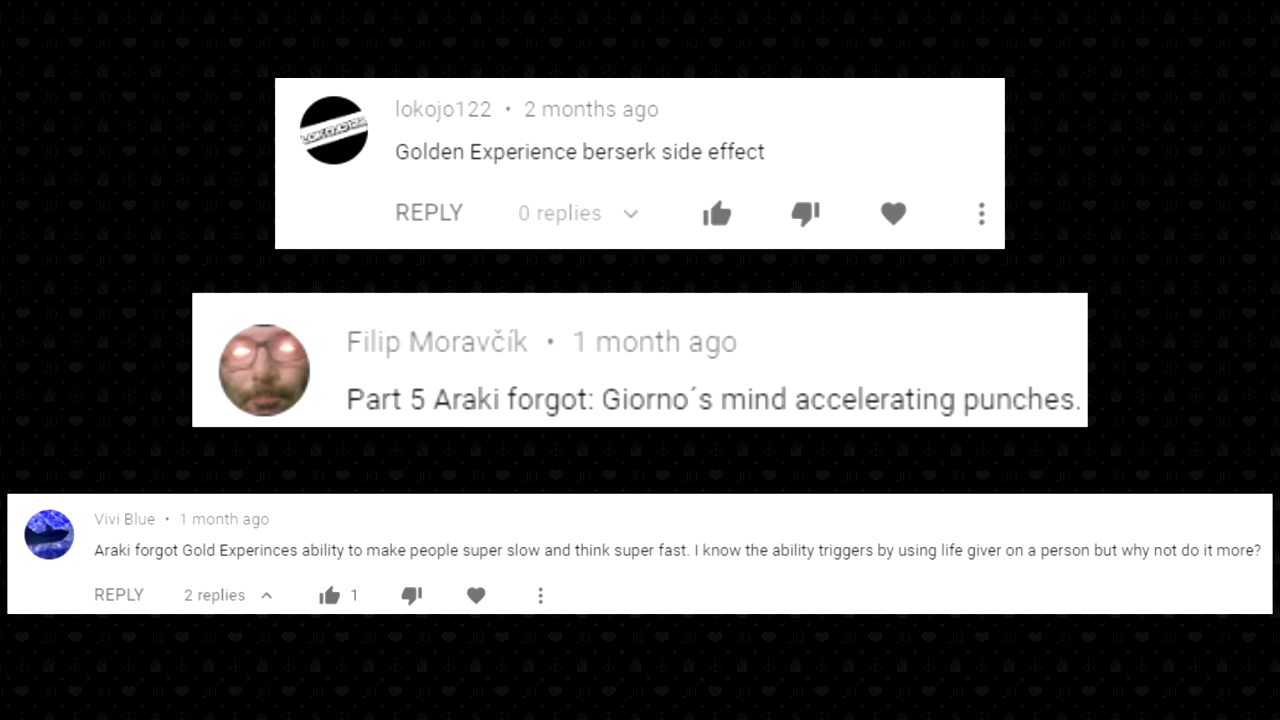 lokojo122 • 2 months ago
Golden Experience berserk side effect
REPLY 0 replies
Filip Moravčík • 1 month ago
Part 5 Araki forgot: Giorno´s mind accelerating punches.
Vivi Blue • 1 month ago
Araki forgot Gold Experinces ability to make people super slow and think super fast. I know the ability triggers by using life giver on a person but why not do it more?
REPLY 2 replies 1